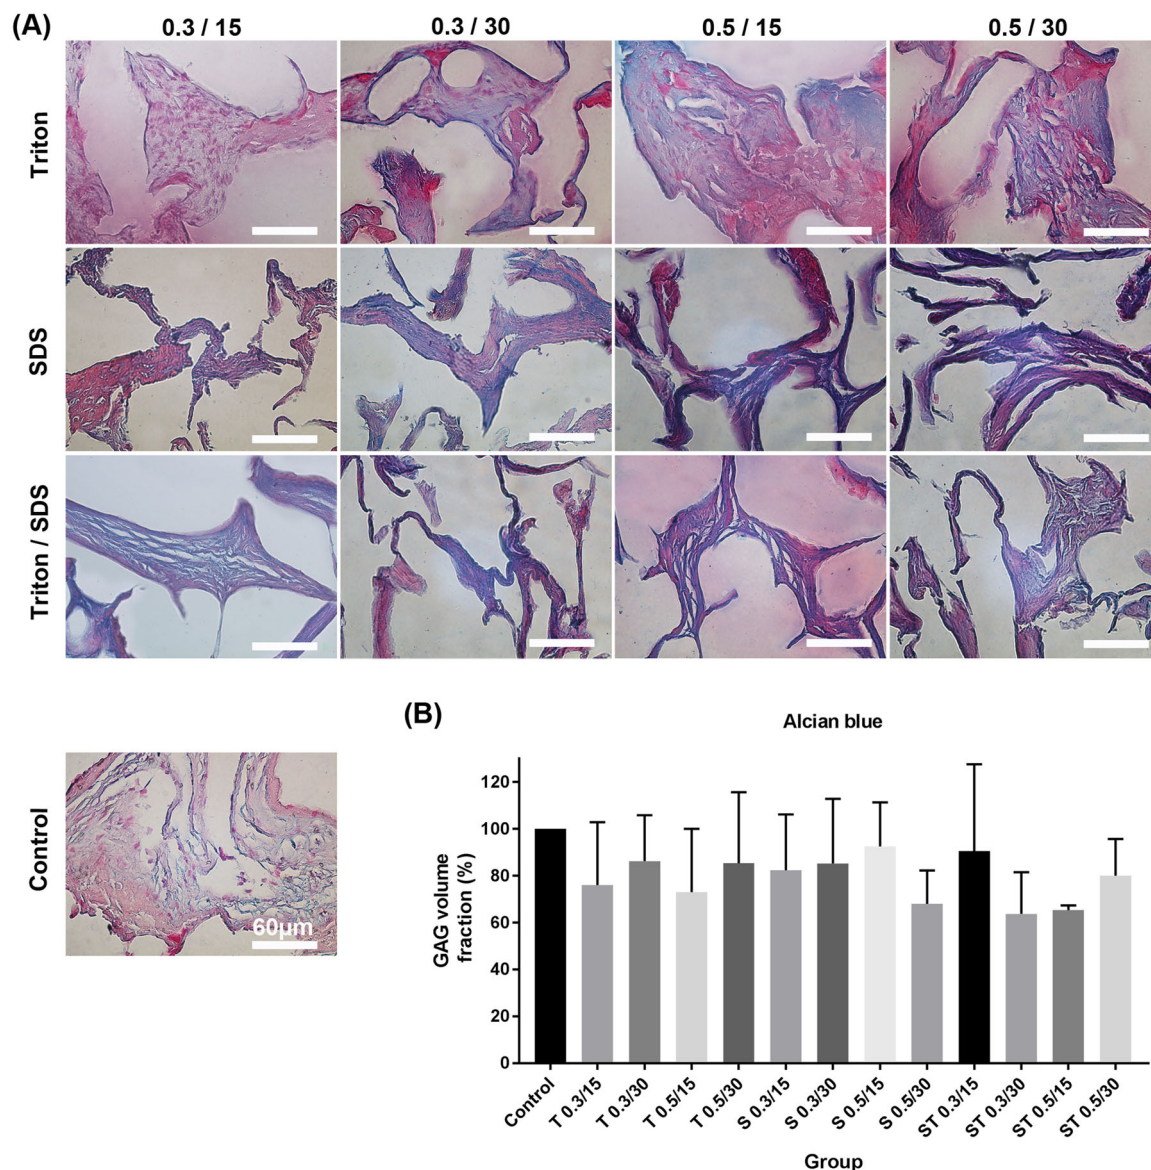 (A)
0.3 / 15
0.3 / 30
0.5 / 15
0.5 / 30
Triton
SDS
Triton / SDS
Control
60μm
(B)
Alcian blue
GAG volume
fraction (%)
120
100
80
60
40
20
0
Control
T 0.3/15
T 0.3/30
T 0.5/15
T 0.5/30
S 0.3/15
S 0.3/30
S 0.5/15
S 0.5/30
ST 0.3/15
ST 0.3/30
ST 0.5/15
ST 0.5/30
Group